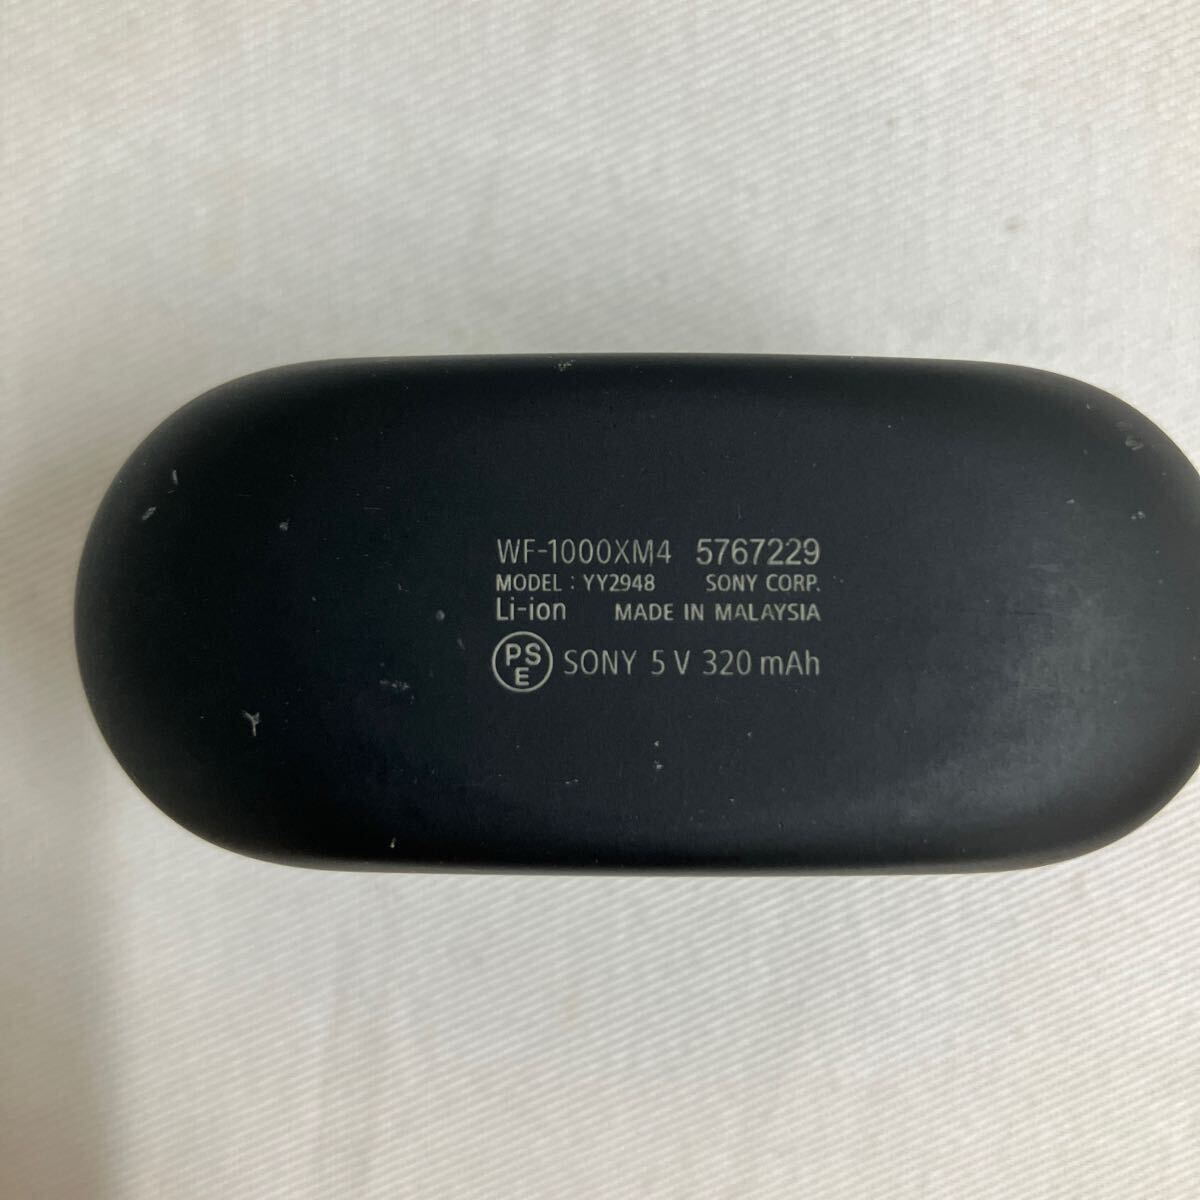 WF-1000XM4 5767229
MODEL : YY2948 SONY CORP.
Li-ion MADE IN MALAYSIA
PSE SONY 5 V 320 mAh